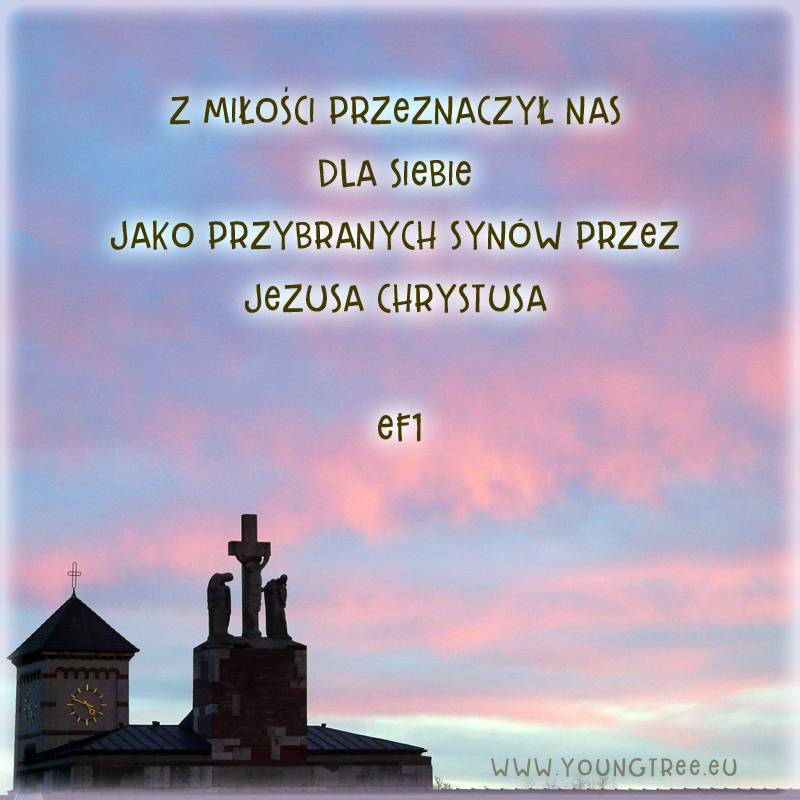 Z MIŁOŚCI PRZEZNACZYŁ NAS
DLA SIEBIE
JAKO PRZYBRANYCH SYNÓW PRZEZ
JEZUSA CHRYSTUSA
EF1
WWW.YOUNGTREE.EU